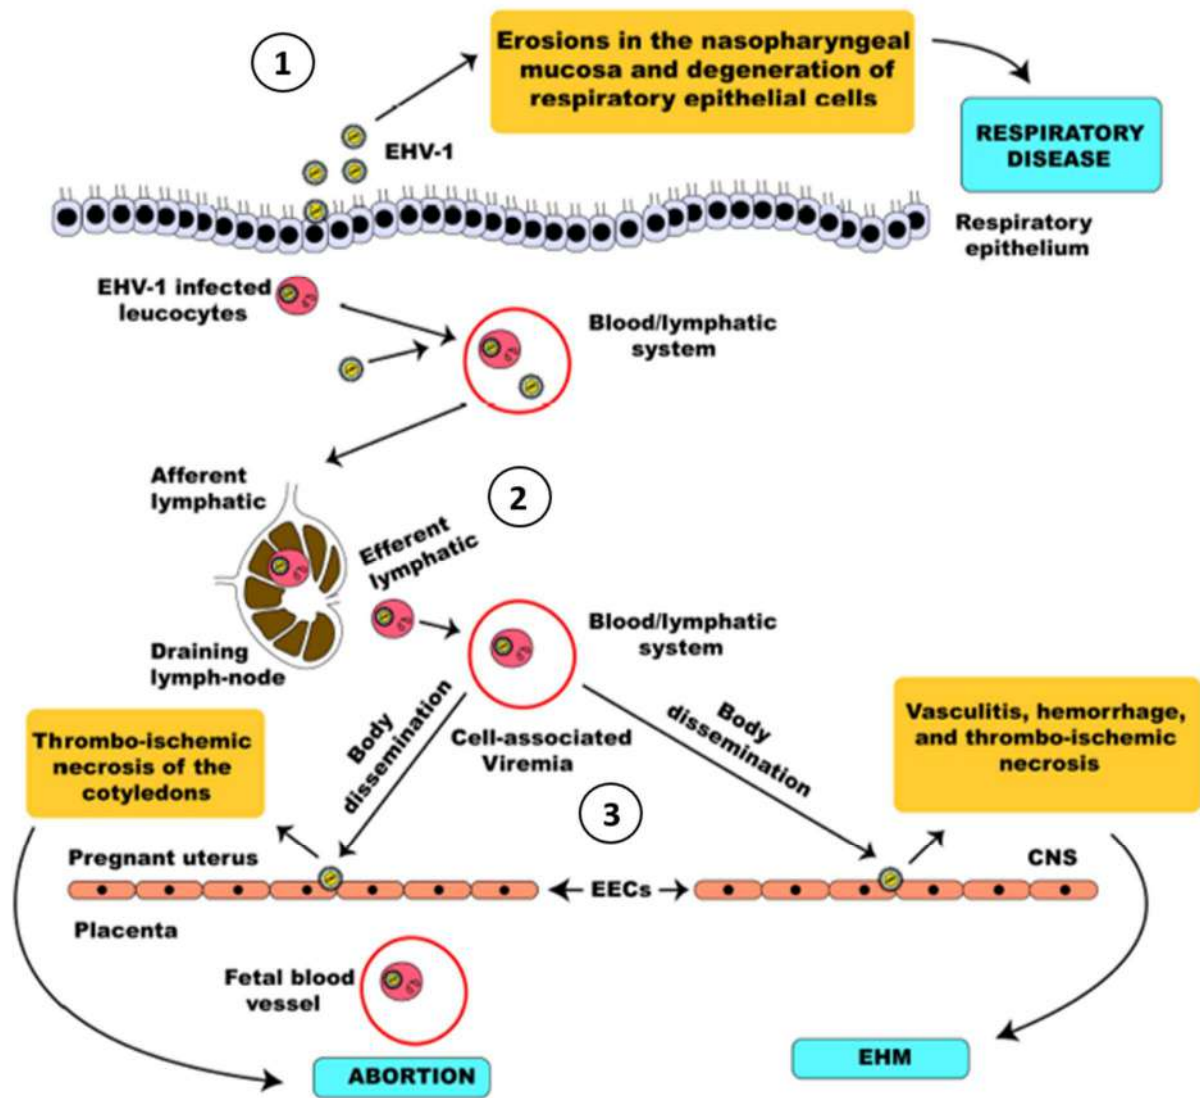 1
Erosions in the nasopharyngeal
mucosa and degeneration of
respiratory epithelial cells
RESPIRATORY
DISEASE
EHV-1
Respiratory
epithelium
EHV-1 infected
leucocytes
Blood/lymphatic
system
Afferent
lymphatic
2
Efferent
lymphatic
Draining
lymph-node
Blood/lymphatic
system
Cell-associated
Viremia
Body
dissemination
Body
dissemination
Thrombo-ischemic
necrosis of the
cotyledons
Vasculitis, hemorrhage,
and thrombo-ischemic
necrosis
3
Pregnant uterus
CNS
EECs
Placenta
Fetal blood
vessel
ABORTION
EHM